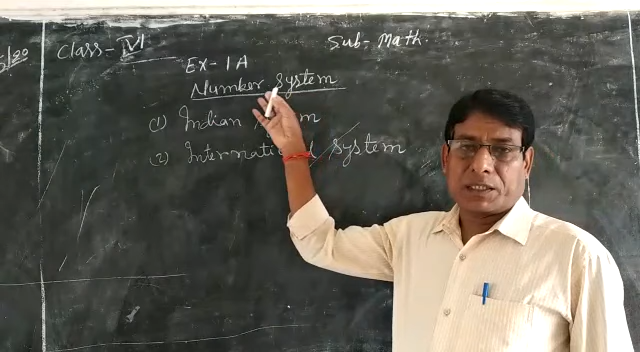 Class- VI
Sub- Math.
Ex- 1A
Number System
(1) Indian
(2) System